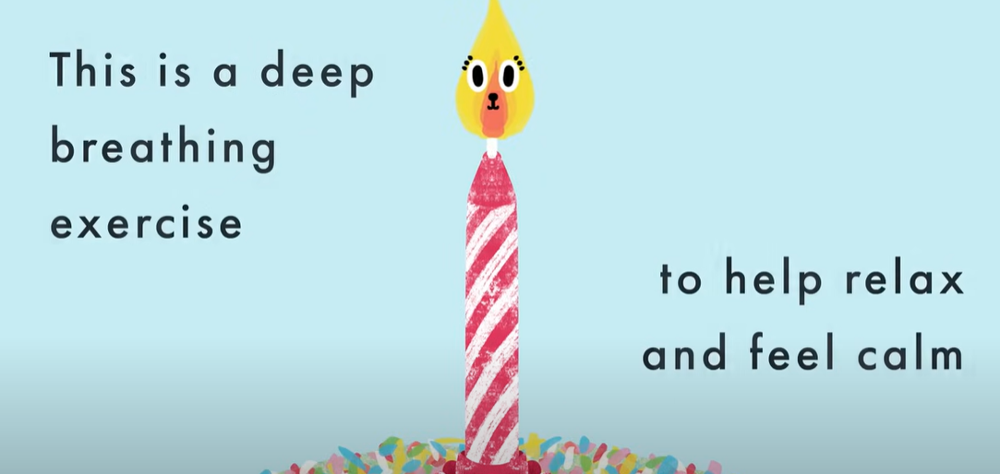 This is a deep
breathing
exercise
to help relax
and feel calm